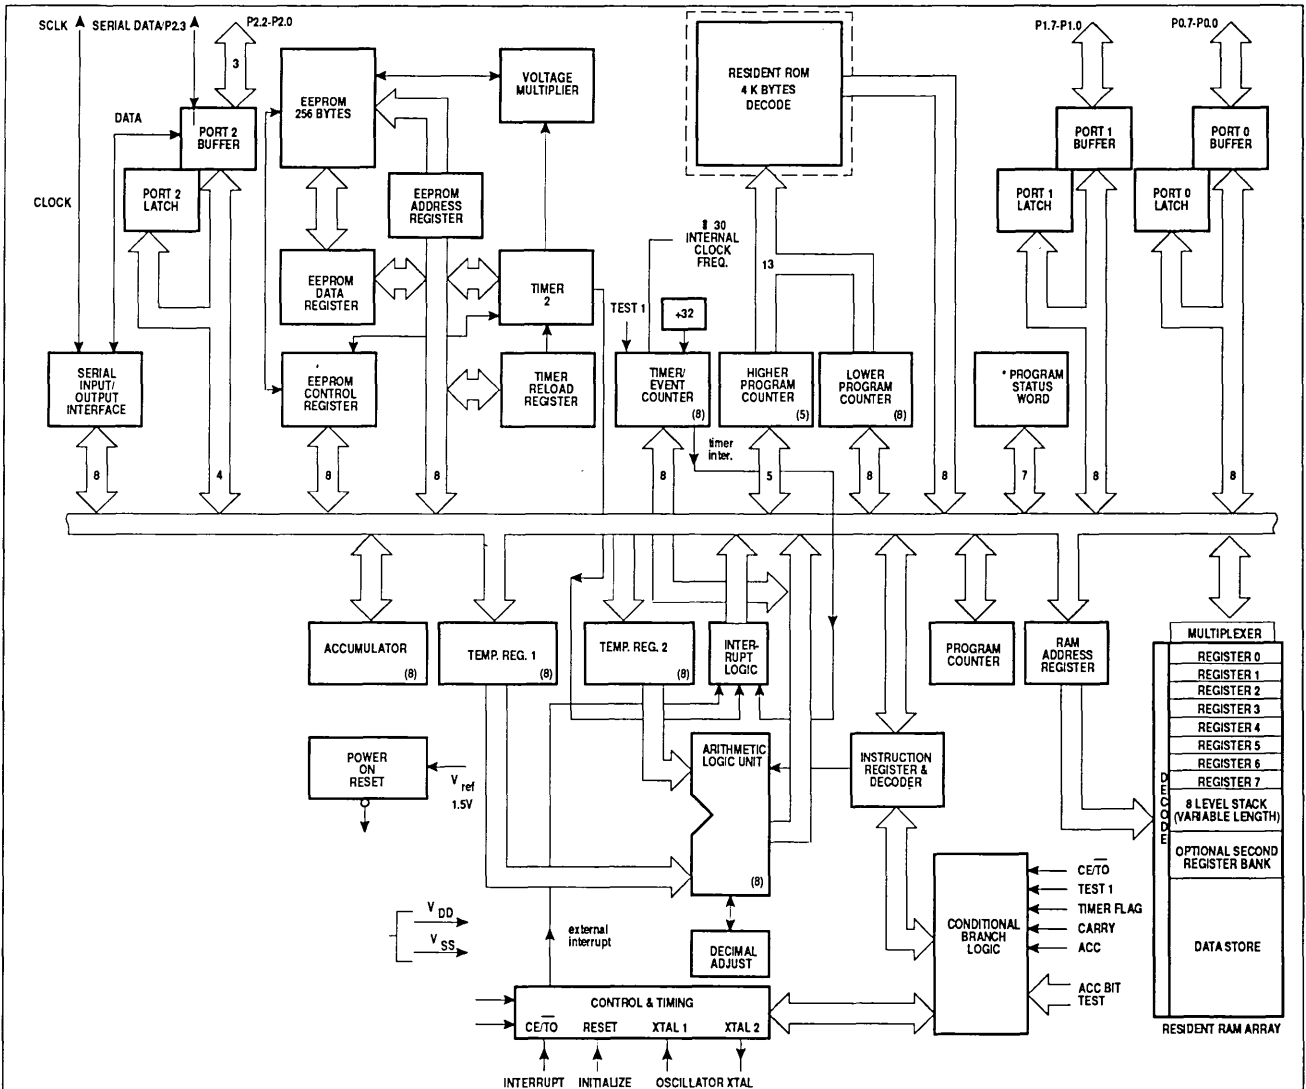 SCLK
SERIAL DATA/P2.3
P2.2-P2.0
P1.7-P1.0
P0.7-P0.0
3
EEPROM
256 BYTES
VOLTAGE
MULTIPLIER
RESIDENT ROM
4 K BYTES
DECODE
DATA
PORT 2
BUFFER
PORT 1
BUFFER
PORT 0
BUFFER
CLOCK
PORT 2
LATCH
EEPROM
ADDRESS
REGISTER
PORT 1
LATCH
PORT 0
LATCH
30
INTERNAL
CLOCK
FREQ.
13
EEPROM
DATA
REGISTER
TIMER
2
TEST 1
+32
SERIAL
INPUT/
OUTPUT
INTERFACE
EEPROM
CONTROL
REGISTER
TIMER
RELOAD
REGISTER
TIMER/
EVENT
COUNTER
(8)
HIGHER
PROGRAM
COUNTER
(5)
LOWER
PROGRAM
COUNTER
(8)
* PROGRAM
STATUS
WORD
timer
inter.
8
4
8
8
8
5
8
8
7
8
8
ACCUMULATOR
(8)
TEMP. REG. 1
(8)
TEMP. REG. 2
(8)
INTER-
RUPT
LOGIC
PROGRAM
COUNTER
RAM
ADDRESS
REGISTER
MULTIPLEXER
REGISTER 0
REGISTER 1
REGISTER 2
REGISTER 3
REGISTER 4
REGISTER 5
REGISTER 6
REGISTER 7
8 LEVEL STACK
(VARIABLE LENGTH)
OPTIONAL SECOND
REGISTER BANK
DATA STORE
DECODE
RESIDENT RAM ARRAY
POWER
ON
RESET
Vref
1.5V
ARITHMETIC
LOGIC UNIT
(8)
INSTRUCTION
REGISTER &
DECODER
VDD
VSS
external
interrupt
DECIMAL
ADJUST
CONDITIONAL
BRANCH
LOGIC
CE/T̅O̅
TEST 1
TIMER FLAG
CARRY
ACC
ACC BIT
TEST
CONTROL & TIMING
CE/T̅O̅
RESET
XTAL 1
XTAL 2
INTERRUPT
INITIALIZE
OSCILLATOR XTAL